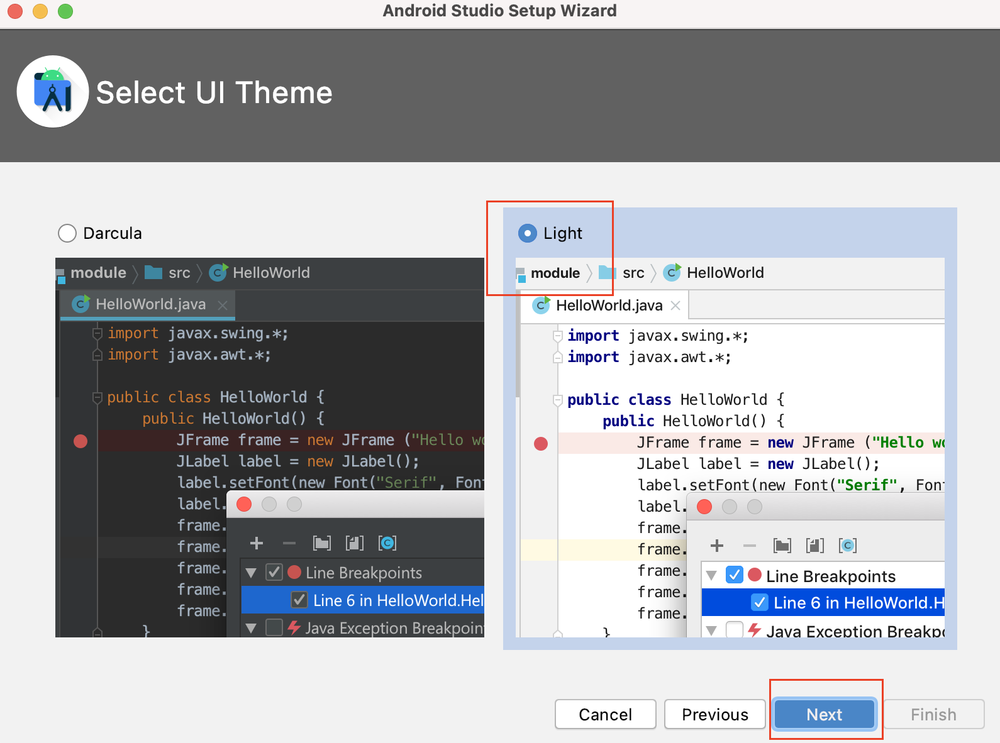 Android Studio Setup Wizard
Select UI Theme
Darcula
module src HelloWorld
HelloWorld.java
import javax.swing.*;
import javax.awt.*;
public class HelloWorld {
public HelloWorld() {
JFrame frame = new JFrame ("Hello wo
JLabel label = new JLabel();
label.setFont(new Font("Serif", Font
label.
frame.
frame.
frame.
frame.
frame.
}
Line Breakpoints
Line 6 in HelloWorld.Hel
Java Exception Breakpoin
Light
module src HelloWorld
HelloWorld.java
import javax.swing.*;
import javax.awt.*;
public class HelloWorld {
public HelloWorld() {
JFrame frame = new JFrame ("Hello wo
JLabel label = new JLabel();
label.setFont(new Font("Serif", Font
label.
frame.
frame.
frame.
frame.
frame.
}
Line Breakpoints
Line 6 in HelloWorld.H
Java Exception Breakpo
Cancel
Previous
Next
Finish